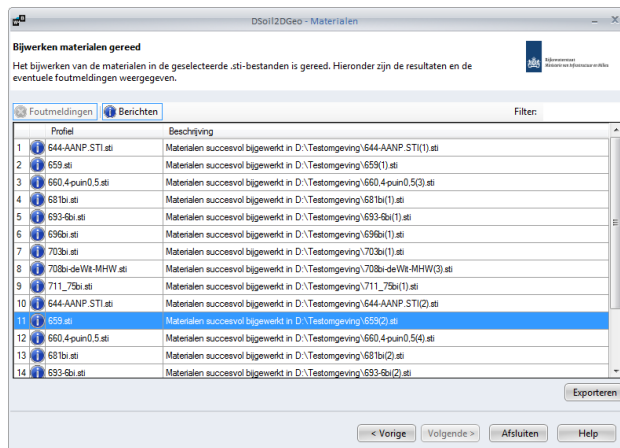 DSoil2DGeo - Materialen
Bijwerken materialen gereed
Het bijwerken van de materialen in de geselecteerde .sti-bestanden is gereed. Hieronder zijn de resultaten en de
eventuele foutmeldingen weergegeven.
Rijkswaterstaat
Ministerie van Infrastructuur en Milieu
Foutmeldingen Berichten Filter:
Profiel Beschrijving
1 644-AANP.STI.sti Materialen succesvol bijgewerkt in D:\Testomgeving\644-AANP.STI(1).sti
2 659.sti Materialen succesvol bijgewerkt in D:\Testomgeving\659(1).sti
3 660,4-puin0,5.sti Materialen succesvol bijgewerkt in D:\Testomgeving\660,4-puin0,5(3).sti
4 681bi.sti Materialen succesvol bijgewerkt in D:\Testomgeving\681bi(1).sti
5 693-6bi.sti Materialen succesvol bijgewerkt in D:\Testomgeving\693-6bi(1).sti
6 696bi.sti Materialen succesvol bijgewerkt in D:\Testomgeving\696bi(1).sti
7 703bi.sti Materialen succesvol bijgewerkt in D:\Testomgeving\703bi(1).sti
8 708bi-deWit-MHW.sti Materialen succesvol bijgewerkt in D:\Testomgeving\708bi-deWit-MHW(3).sti
9 711_75bi.sti Materialen succesvol bijgewerkt in D:\Testomgeving\711_75bi(1).sti
10 644-AANP.STI.sti Materialen succesvol bijgewerkt in D:\Testomgeving\644-AANP.STI(2).sti
11 659.sti Materialen succesvol bijgewerkt in D:\Testomgeving\659(2).sti
12 660,4-puin0,5.sti Materialen succesvol bijgewerkt in D:\Testomgeving\660,4-puin0,5(4).sti
13 681bi.sti Materialen succesvol bijgewerkt in D:\Testomgeving\681bi(2).sti
14 693-6bi.sti Materialen succesvol bijgewerkt in D:\Testomgeving\693-6bi(2).sti
Exporteren
< Vorige Volgende > Afsluiten Help